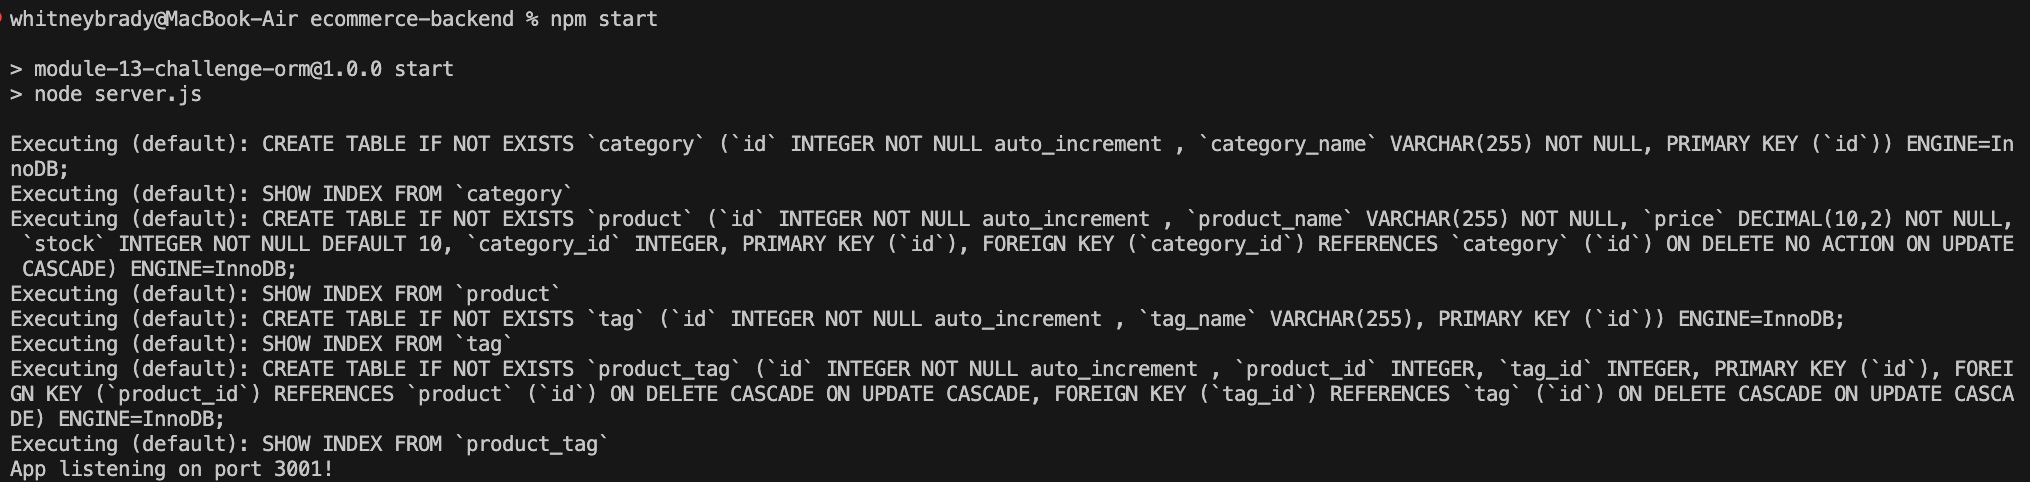 whitneybrady@MacBook-Air ecommerce-backend % npm start
> module-13-challenge-orm@1.0.0 start
> node server.js
Executing (default): CREATE TABLE IF NOT EXISTS `category` (`id` INTEGER NOT NULL auto_increment , `category_name` VARCHAR(255) NOT NULL, PRIMARY KEY (`id`)) ENGINE=In
noDB;
Executing (default): SHOW INDEX FROM `category`
Executing (default): CREATE TABLE IF NOT EXISTS `product` (`id` INTEGER NOT NULL auto_increment , `product_name` VARCHAR(255) NOT NULL, `price` DECIMAL(10,2) NOT NULL,
 `stock` INTEGER NOT NULL DEFAULT 10, `category_id` INTEGER, PRIMARY KEY (`id`), FOREIGN KEY (`category_id`) REFERENCES `category` (`id`) ON DELETE NO ACTION ON UPDATE
 CASCADE) ENGINE=InnoDB;
Executing (default): SHOW INDEX FROM `product`
Executing (default): CREATE TABLE IF NOT EXISTS `tag` (`id` INTEGER NOT NULL auto_increment , `tag_name` VARCHAR(255), PRIMARY KEY (`id`)) ENGINE=InnoDB;
Executing (default): SHOW INDEX FROM `tag`
Executing (default): CREATE TABLE IF NOT EXISTS `product_tag` (`id` INTEGER NOT NULL auto_increment , `product_id` INTEGER, `tag_id` INTEGER, PRIMARY KEY (`id`), FOREI
GN KEY (`product_id`) REFERENCES `product` (`id`) ON DELETE CASCADE ON UPDATE CASCADE, FOREIGN KEY (`tag_id`) REFERENCES `tag` (`id`) ON DELETE CASCADE ON UPDATE CASCA
DE) ENGINE=InnoDB;
Executing (default): SHOW INDEX FROM `product_tag`
App listening on port 3001!